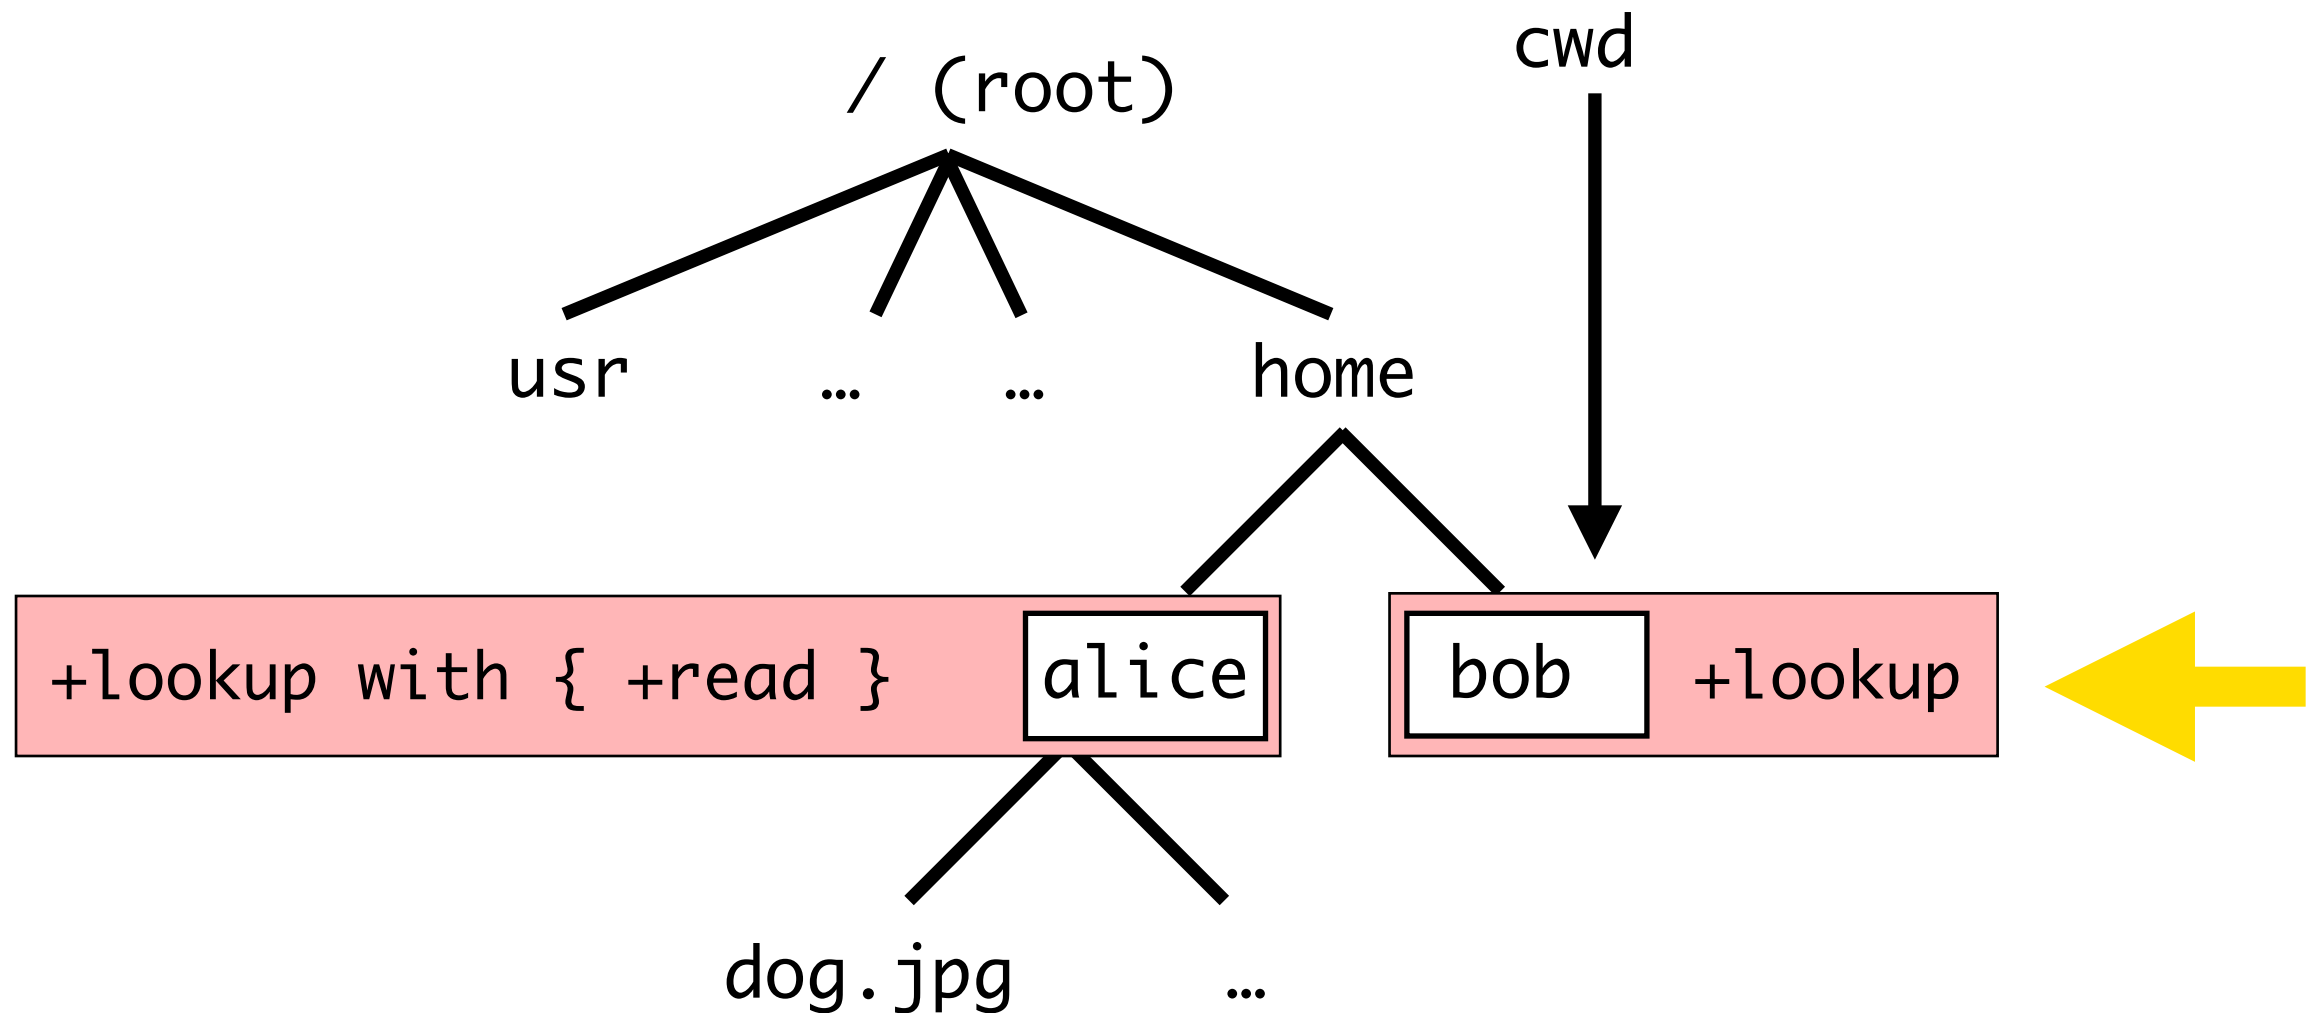 cwd
/ (root)
usr … … home
+lookup with { +read } alice
bob +lookup
dog.jpg …